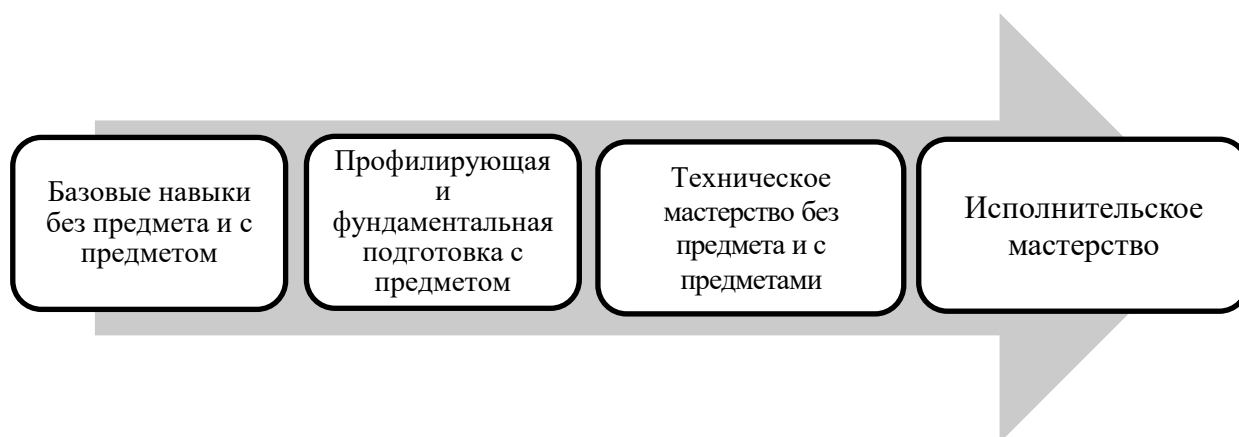 Базовые навыки
без предмета и с
предметом
Профилирующая
и
фундаментальная
подготовка с
предметом
Техническое
мастерство без
предмета и с
предметами
Исполнительское
мастерство